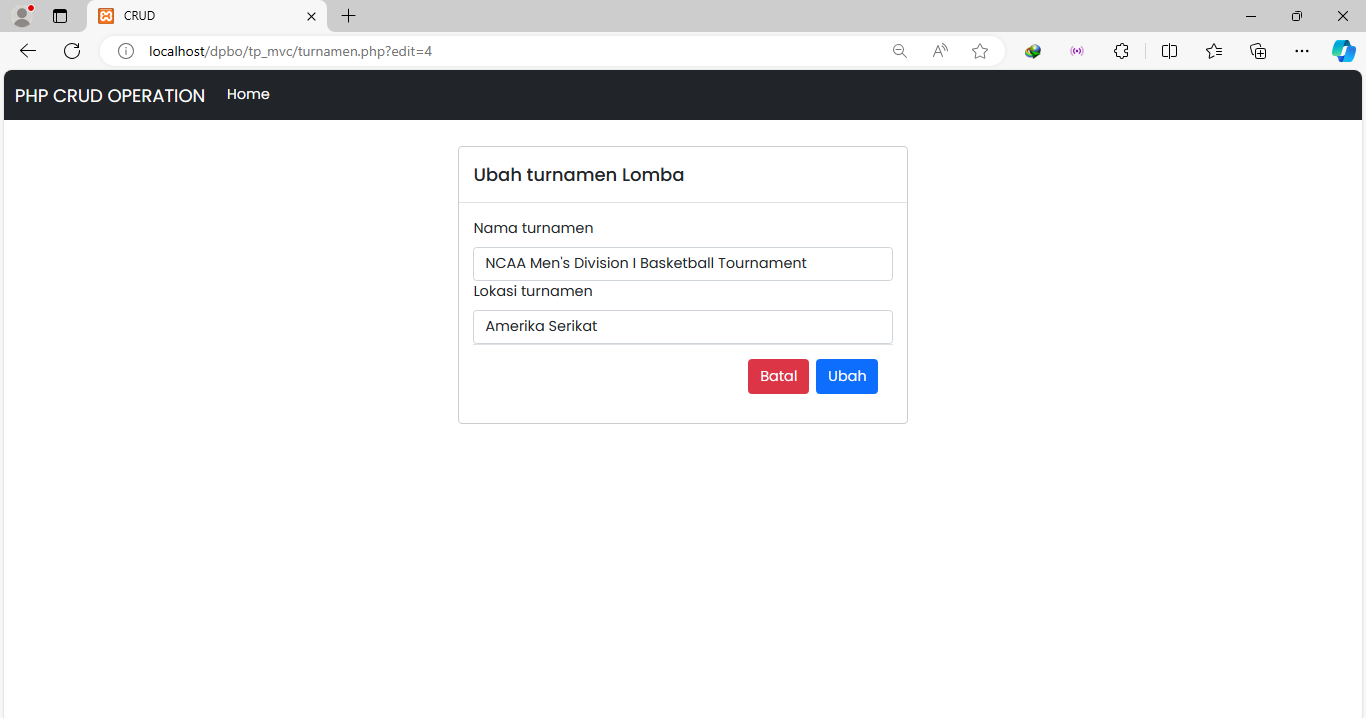 CRUD
localhost/dpbo/tp_mvc/turnamen.php?edit=4
PHP CRUD OPERATION Home
Ubah turnamen Lomba
Nama turnamen
NCAA Men's Division I Basketball Tournament
Lokasi turnamen
Amerika Serikat
Batal Ubah